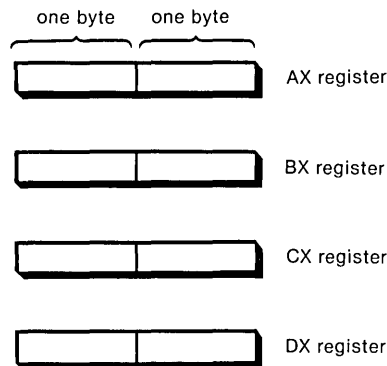 one byte one byte
AX register
BX register
CX register
DX register